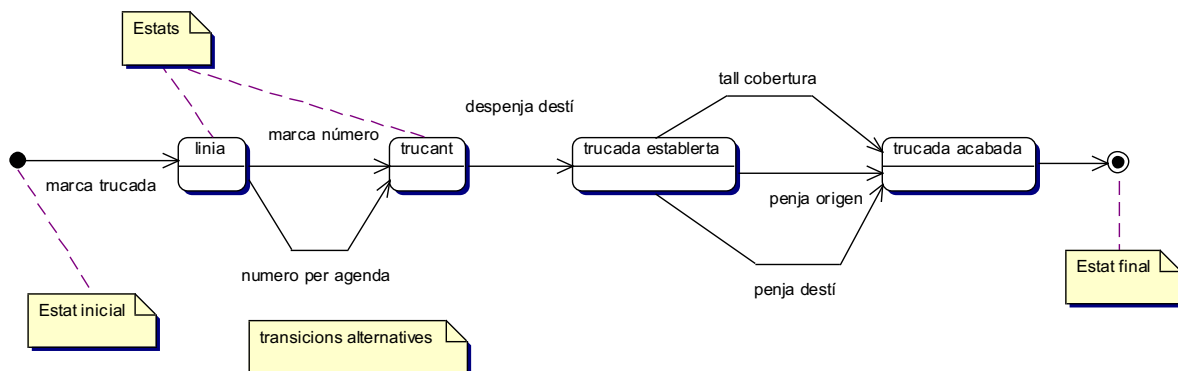 Estats
tall cobertura
despenja destí
marca número
linia
trucant
trucada establerta
trucada acabada
marca trucada
penja origen
numero per agenda
penja destí
Estat final
Estat inicial
transicions alternatives